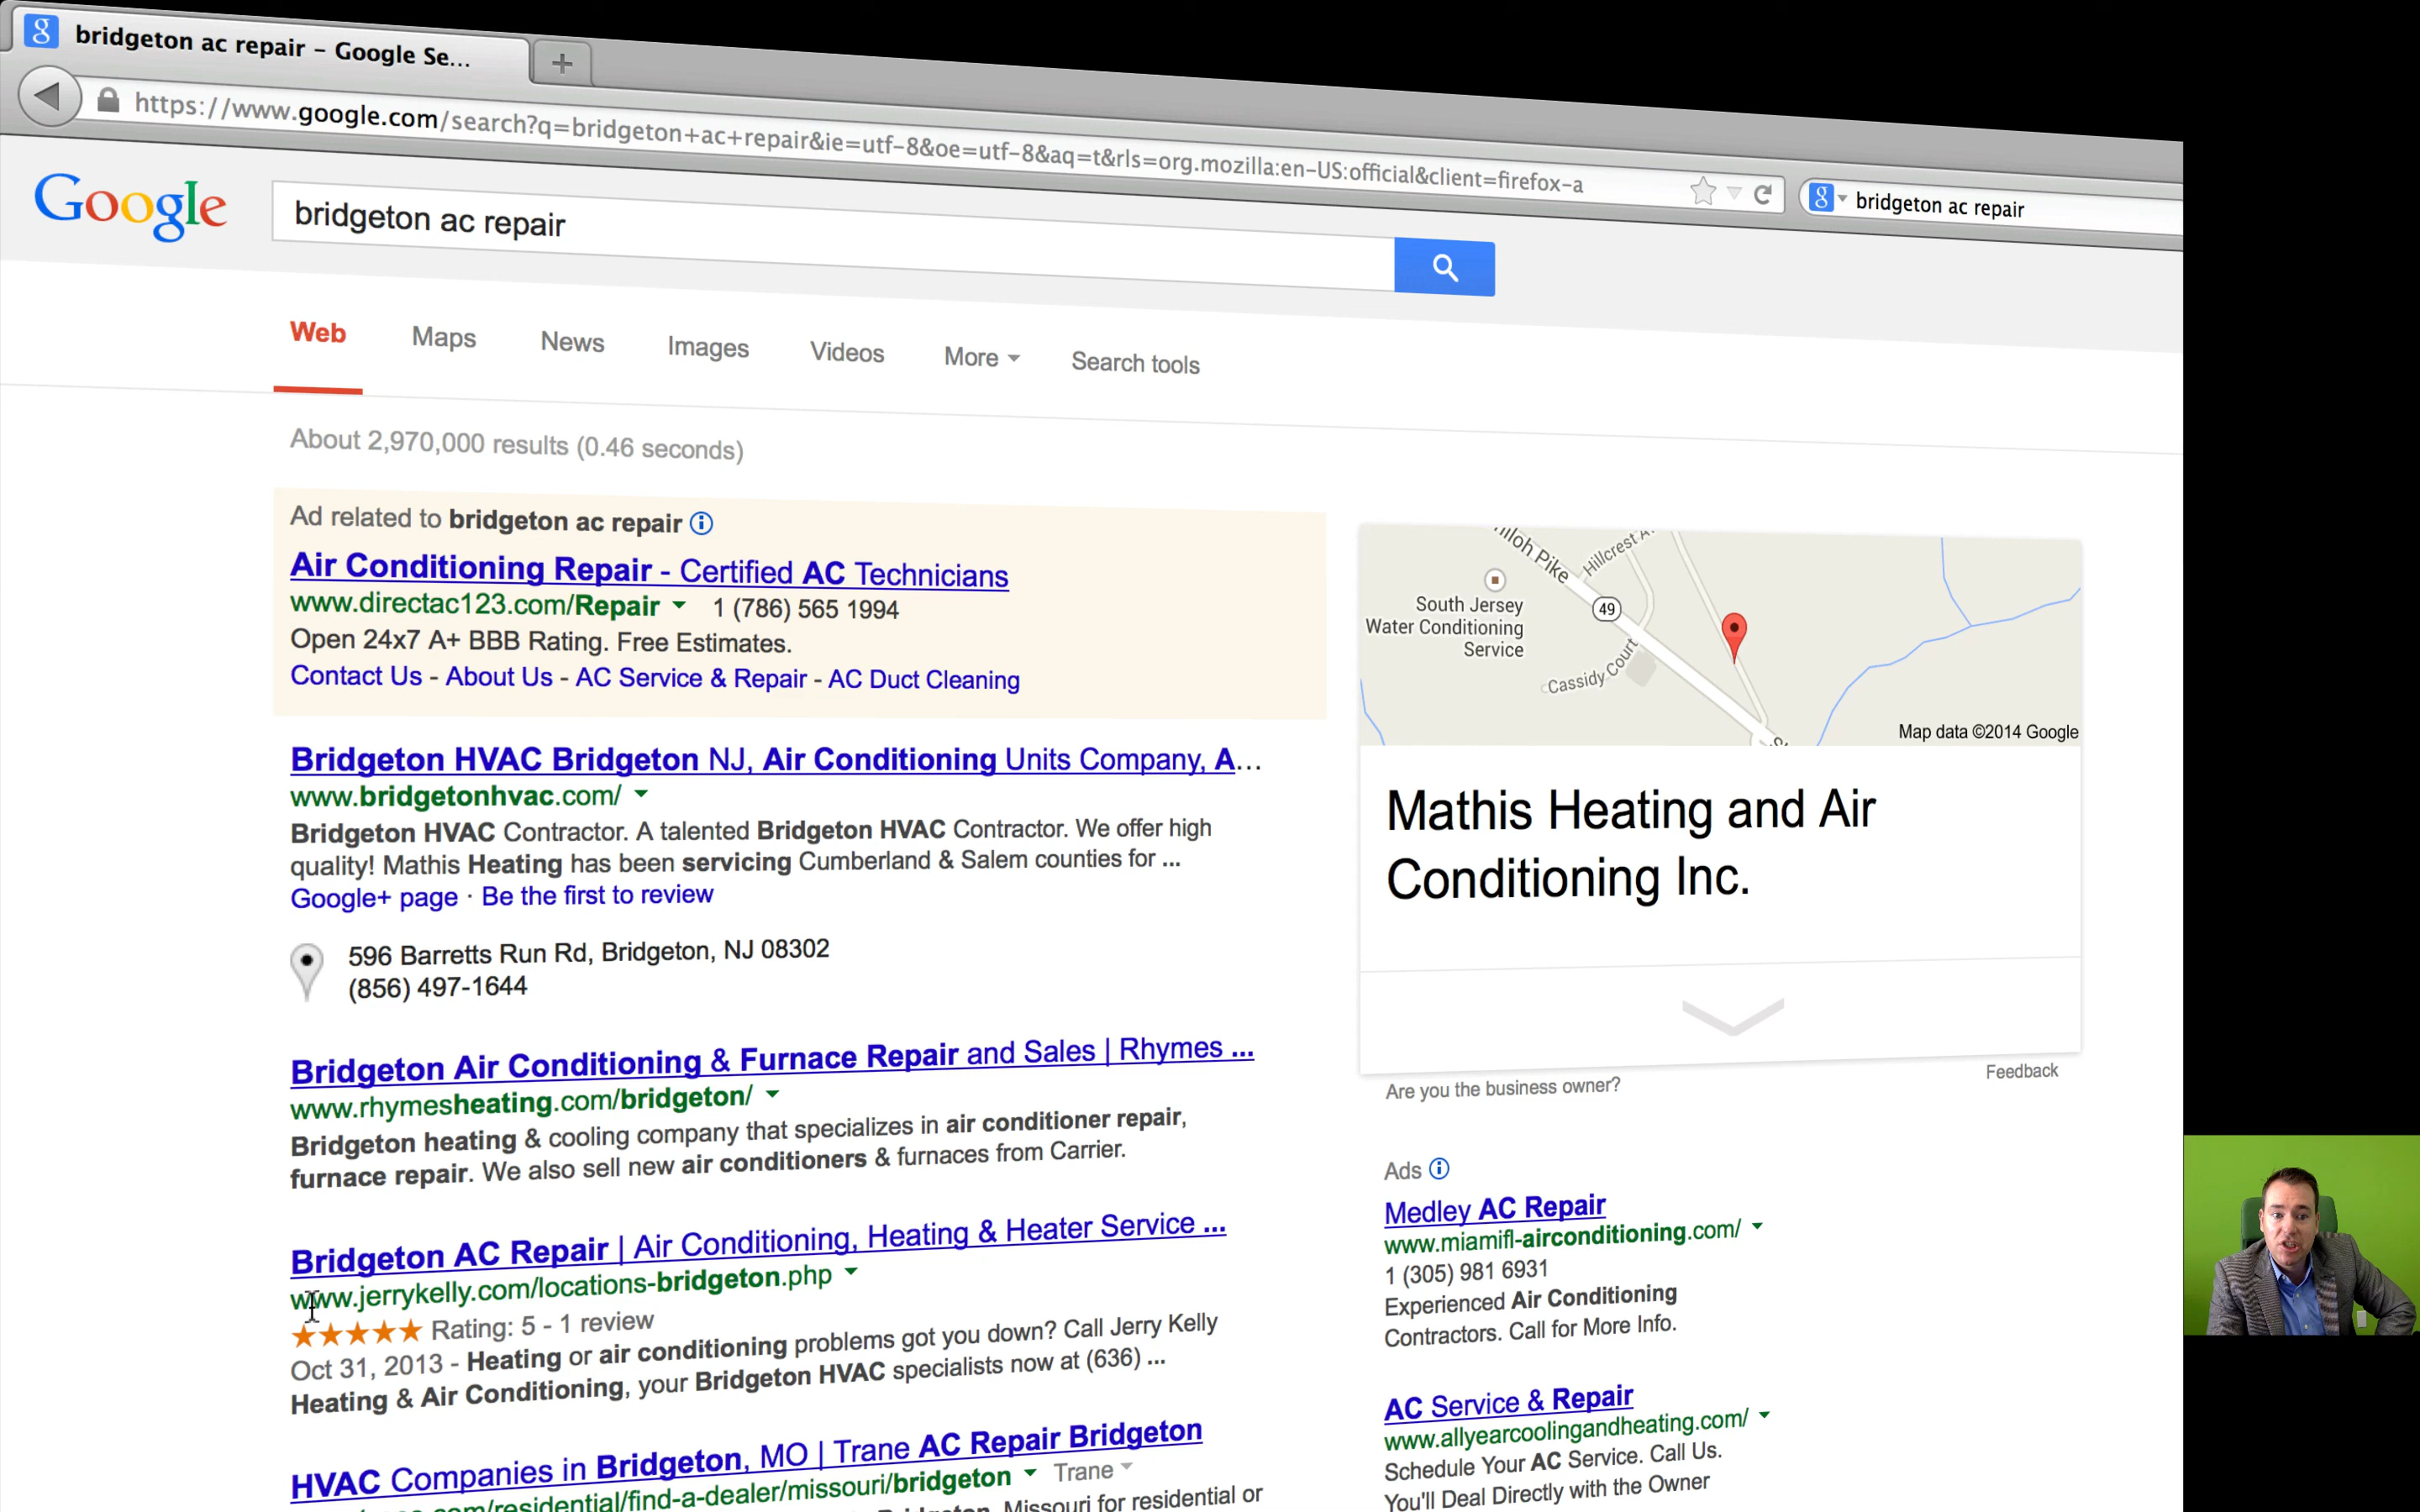 bridgeton ac repair – Google Se...
https://www.google.com/search?q=bridgeton+ac+repair&ie=utf-8&oe=utf-8&aq=t&rls=org.mozilla:en-US:official&client=firefox-a
bridgeton ac repair
Google
bridgeton ac repair
Web Maps News Images Videos More Search tools
About 2,970,000 results (0.46 seconds)
Ad related to bridgeton ac repair
Air Conditioning Repair - Certified AC Technicians
www.directac123.com/Repair 1 (786) 565 1994
Open 24x7 A+ BBB Rating. Free Estimates.
Contact Us - About Us - AC Service & Repair - AC Duct Cleaning
Bridgeton HVAC Bridgeton NJ, Air Conditioning Units Company, A...
www.bridgetonhvac.com/
Bridgeton HVAC Contractor. A talented Bridgeton HVAC Contractor. We offer high
quality! Mathis Heating has been servicing Cumberland & Salem counties for ...
Google+ page · Be the first to review
596 Barretts Run Rd, Bridgeton, NJ 08302
(856) 497-1644
Bridgeton Air Conditioning & Furnace Repair and Sales | Rhymes ...
www.rhymesheating.com/bridgeton/
Bridgeton heating & cooling company that specializes in air conditioner repair,
furnace repair. We also sell new air conditioners & furnaces from Carrier.
Bridgeton AC Repair | Air Conditioning, Heating & Heater Service ...
www.jerrykelly.com/locations-bridgeton.php
Rating: 5 - 1 review
Oct 31, 2013 - Heating or air conditioning problems got you down? Call Jerry Kelly
Heating & Air Conditioning, your Bridgeton HVAC specialists now at (636) ...
HVAC Companies in Bridgeton, MO | Trane AC Repair Bridgeton
com/residential/find-a-dealer/missouri/bridgeton Trane
Missouri for residential or
Pike
Hillcrest
South Jersey
Water Conditioning
Service
49
Cassidy Court
Map data ©2014 Google
Mathis Heating and Air
Conditioning Inc.
Are you the business owner?
Feedback
Ads
Medley AC Repair
www.miamifl-airconditioning.com/
1 (305) 981 6931
Experienced Air Conditioning
Contractors. Call for More Info.
AC Service & Repair
www.allyearcoolingandheating.com/
Schedule Your AC Service. Call Us.
You'll Deal Directly with the Owner